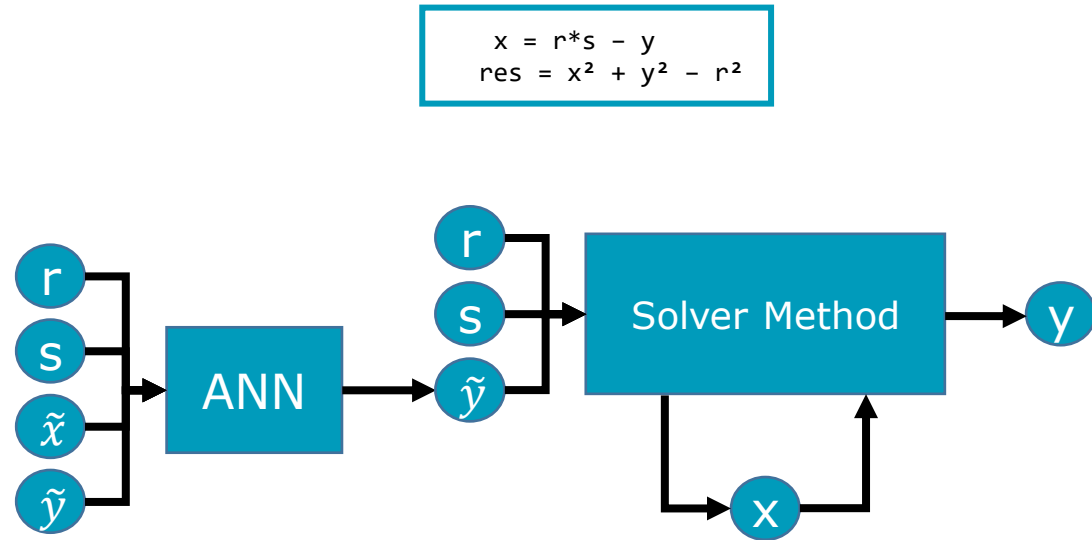 x = r*s – y
res = x² + y² – r²
r
s
x̃
ỹ
ANN
r
s
ỹ
Solver Method
x
y